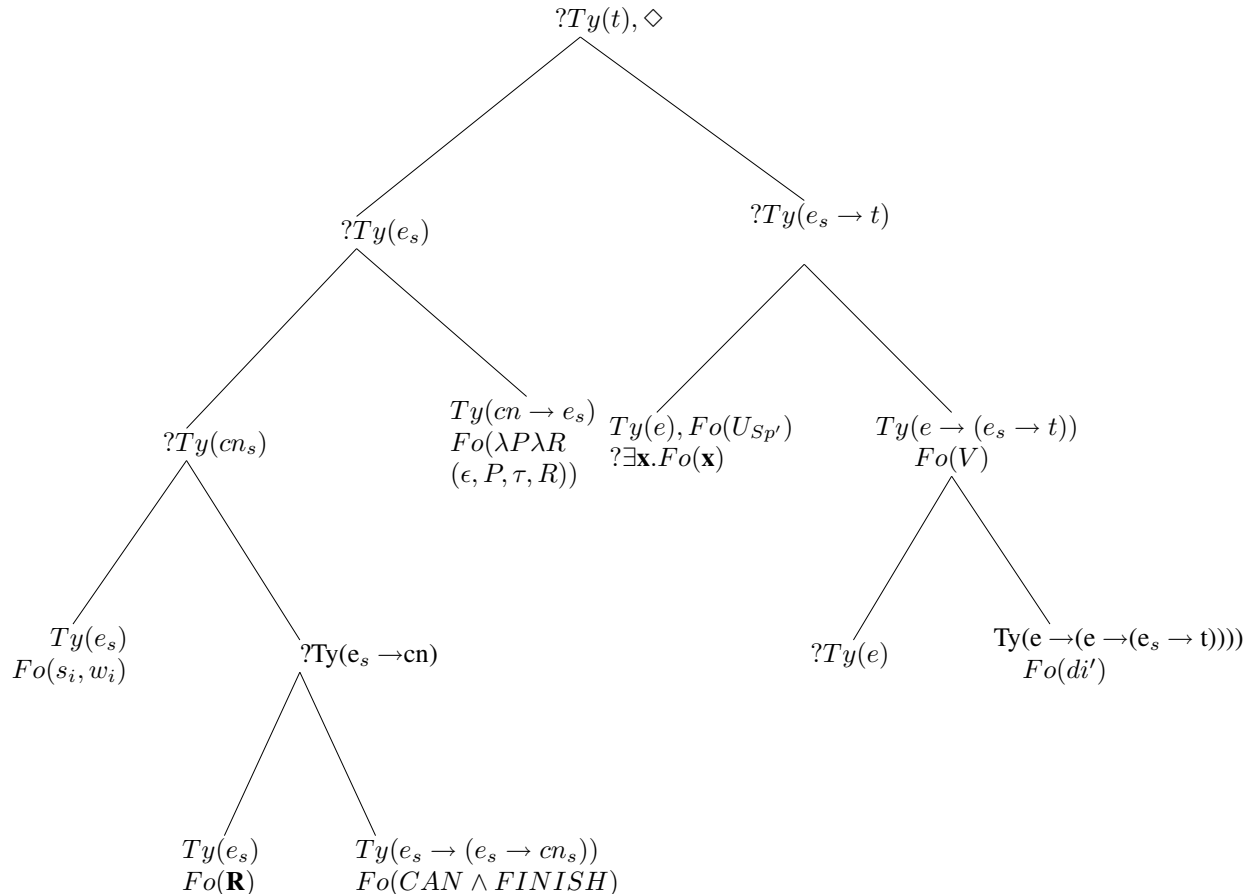 ?Ty(t), ◇
?Ty(e_s)
?Ty(e_s → t)
?Ty(cn_s)
Ty(cn → e_s)
Fo(λPλR
(ϵ, P, τ, R))
Ty(e), Fo(U_{Sp′})
?∃x.Fo(x)
Ty(e → (e_s → t))
Fo(V)
Ty(e_s)
Fo(s_i, w_i)
?Ty(e_s →cn)
?Ty(e)
Ty(e →(e →(e_s → t))))
Fo(di′)
Ty(e_s)
Fo(R)
Ty(e_s → (e_s → cn_s))
Fo(CAN ∧ FINISH)